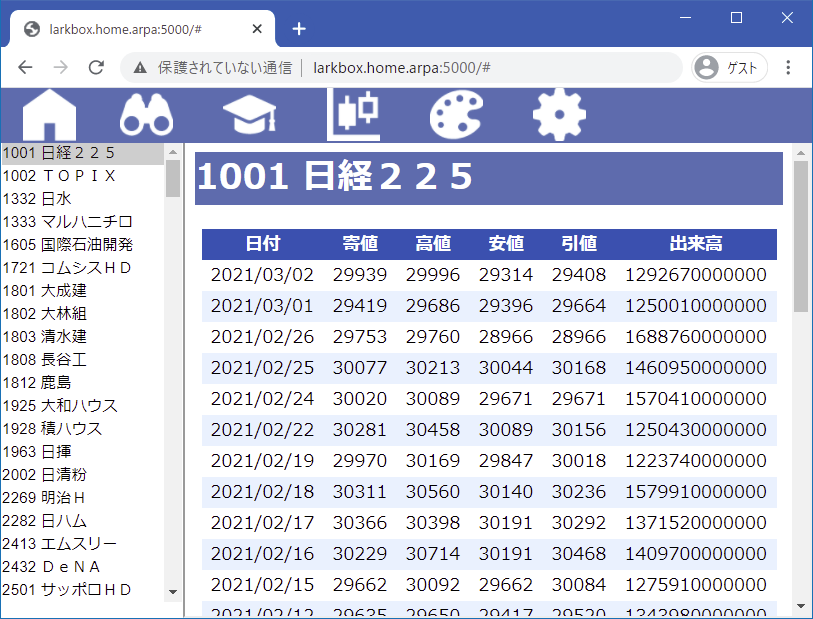 larkbox.home.arpa:5000/#
保護されていない通信 larkbox.home.arpa:5000/# ゲスト
1001 日経２２５
1002 ＴＯＰＩＸ
1332 日水
1333 マルハニチロ
1605 国際石油開発
1721 コムシスＨＤ
1801 大成建
1802 大林組
1803 清水建
1808 長谷工
1812 鹿島
1925 大和ハウス
1928 積ハウス
1963 日揮
2002 日清粉
2269 明治Ｈ
2282 日ハム
2413 エムスリー
2432 ＤｅＮＡ
2501 サッポロＨＤ
1001 日経２２５
日付 寄値 高値 安値 引値 出来高
2021/03/02 29939 29996 29314 29408 1292670000000
2021/03/01 29419 29686 29396 29664 1250010000000
2021/02/26 29753 29760 28966 28966 1688760000000
2021/02/25 30077 30213 30044 30168 1460950000000
2021/02/24 30020 30089 29671 29671 1570410000000
2021/02/22 30281 30458 30089 30156 1250430000000
2021/02/19 29970 30169 29847 30018 1223740000000
2021/02/18 30311 30560 30140 30236 1579910000000
2021/02/17 30366 30398 30191 30292 1371520000000
2021/02/16 30229 30714 30191 30468 1409700000000
2021/02/15 29662 30092 29662 30084 1275910000000
2021/02/12 29635 29650 29417 29520 1343980000000